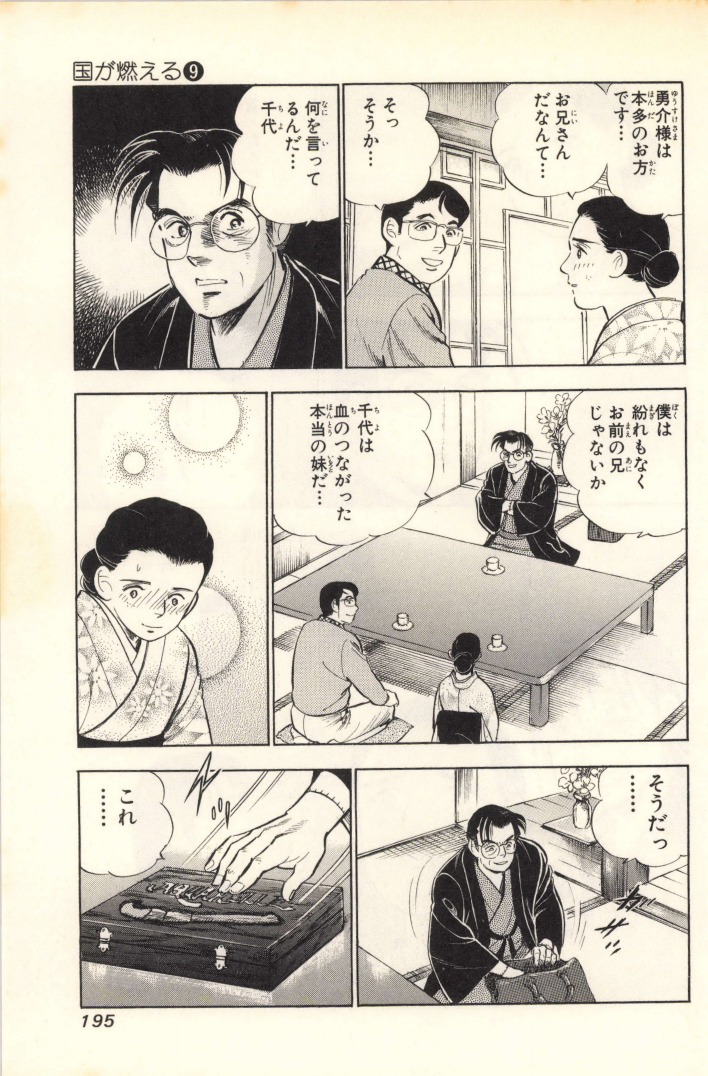 国が燃える❾
勇介様は
本多のお方
です…
お兄さん
だなんて…
そっ
そうか…
何を言って
るんだ…
千代
僕は
紛れもなく
お前の兄
じゃないか
千代は
血のつながった
本当の妹だ…
そうだっ
……
ガサ
これ
……
195